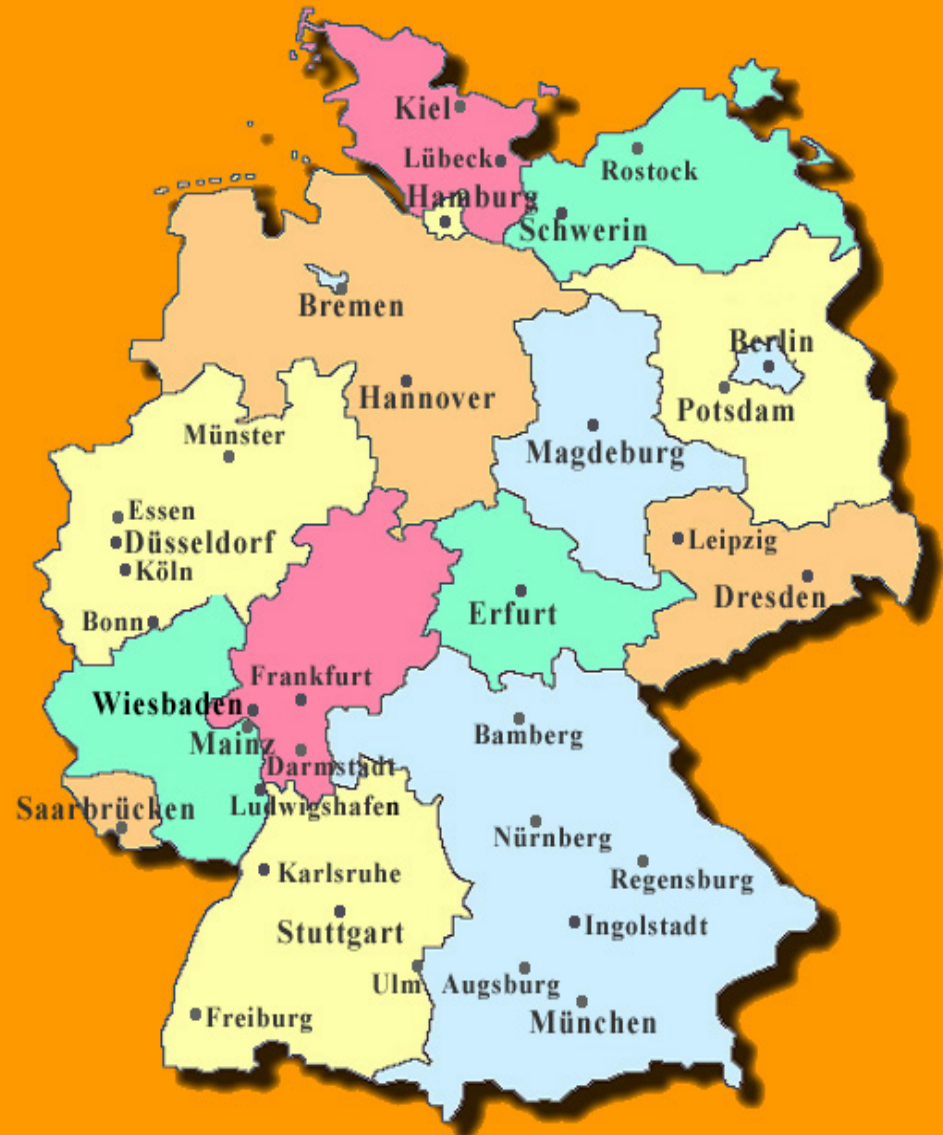 Kiel
Lübeck
Rostock
Hamburg
Schwerin
Bremen
Berlin
Hannover
Potsdam
Münster
Magdeburg
Essen
Düsseldorf
Leipzig
Köln
Dresden
Erfurt
Bonn
Frankfurt
Wiesbaden
Mainz
Bamberg
Darmstadt
Saarbrücken
Ludwigshafen
Nürnberg
Karlsruhe
Regensburg
Stuttgart
Ingolstadt
Ulm
Augsburg
Freiburg
München